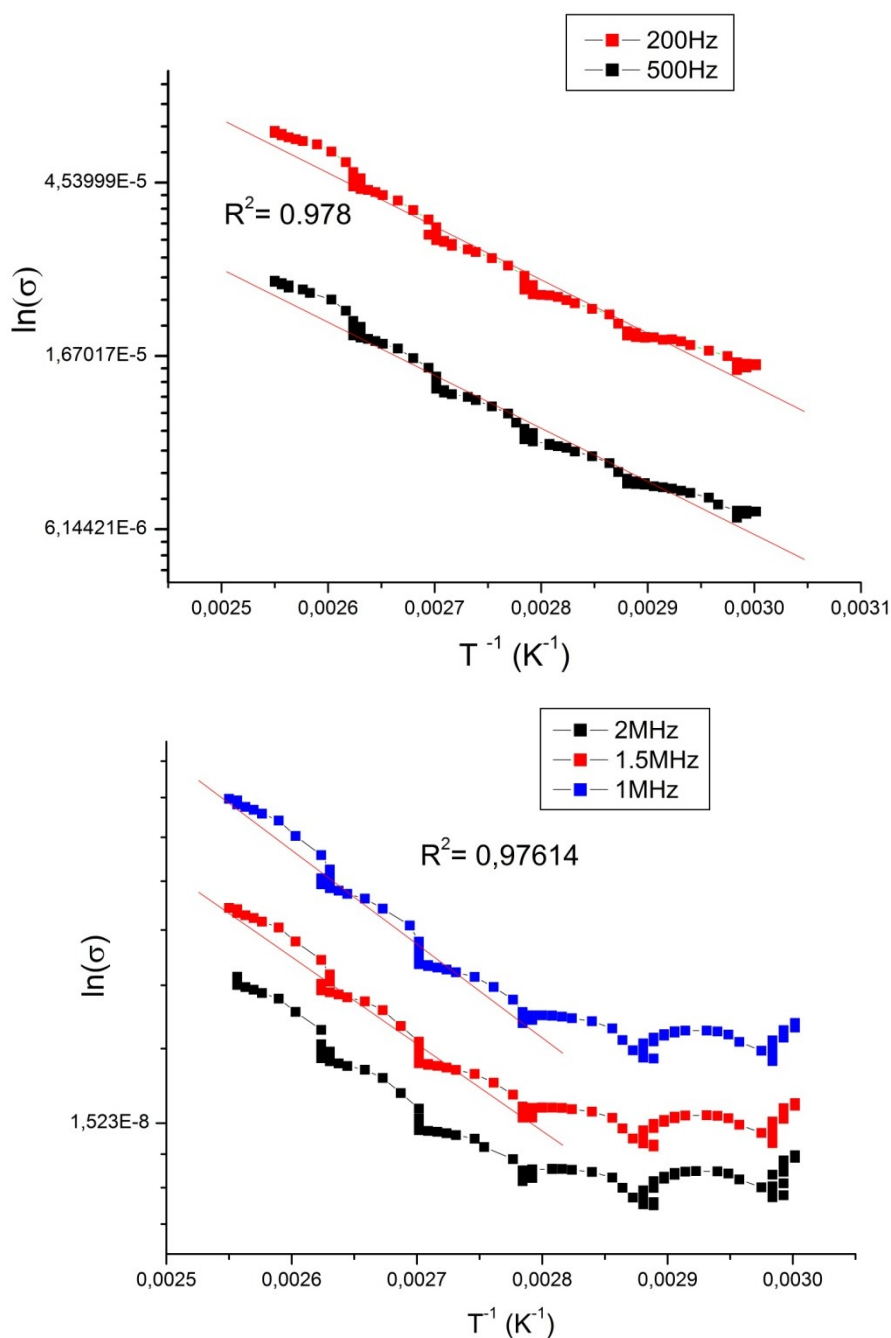 200Hz
500Hz
4,53999E-5
R²= 0.978
ln(σ)
1,67017E-5
6,14421E-6
0,0025 0,0026 0,0027 0,0028 0,0029 0,0030 0,0031
T ⁻¹ (K⁻¹)
2MHz
1.5MHz
1MHz
R²= 0,97614
ln(σ)
1,523E-8
0,0025 0,0026 0,0027 0,0028 0,0029 0,0030
T⁻¹ (K⁻¹)